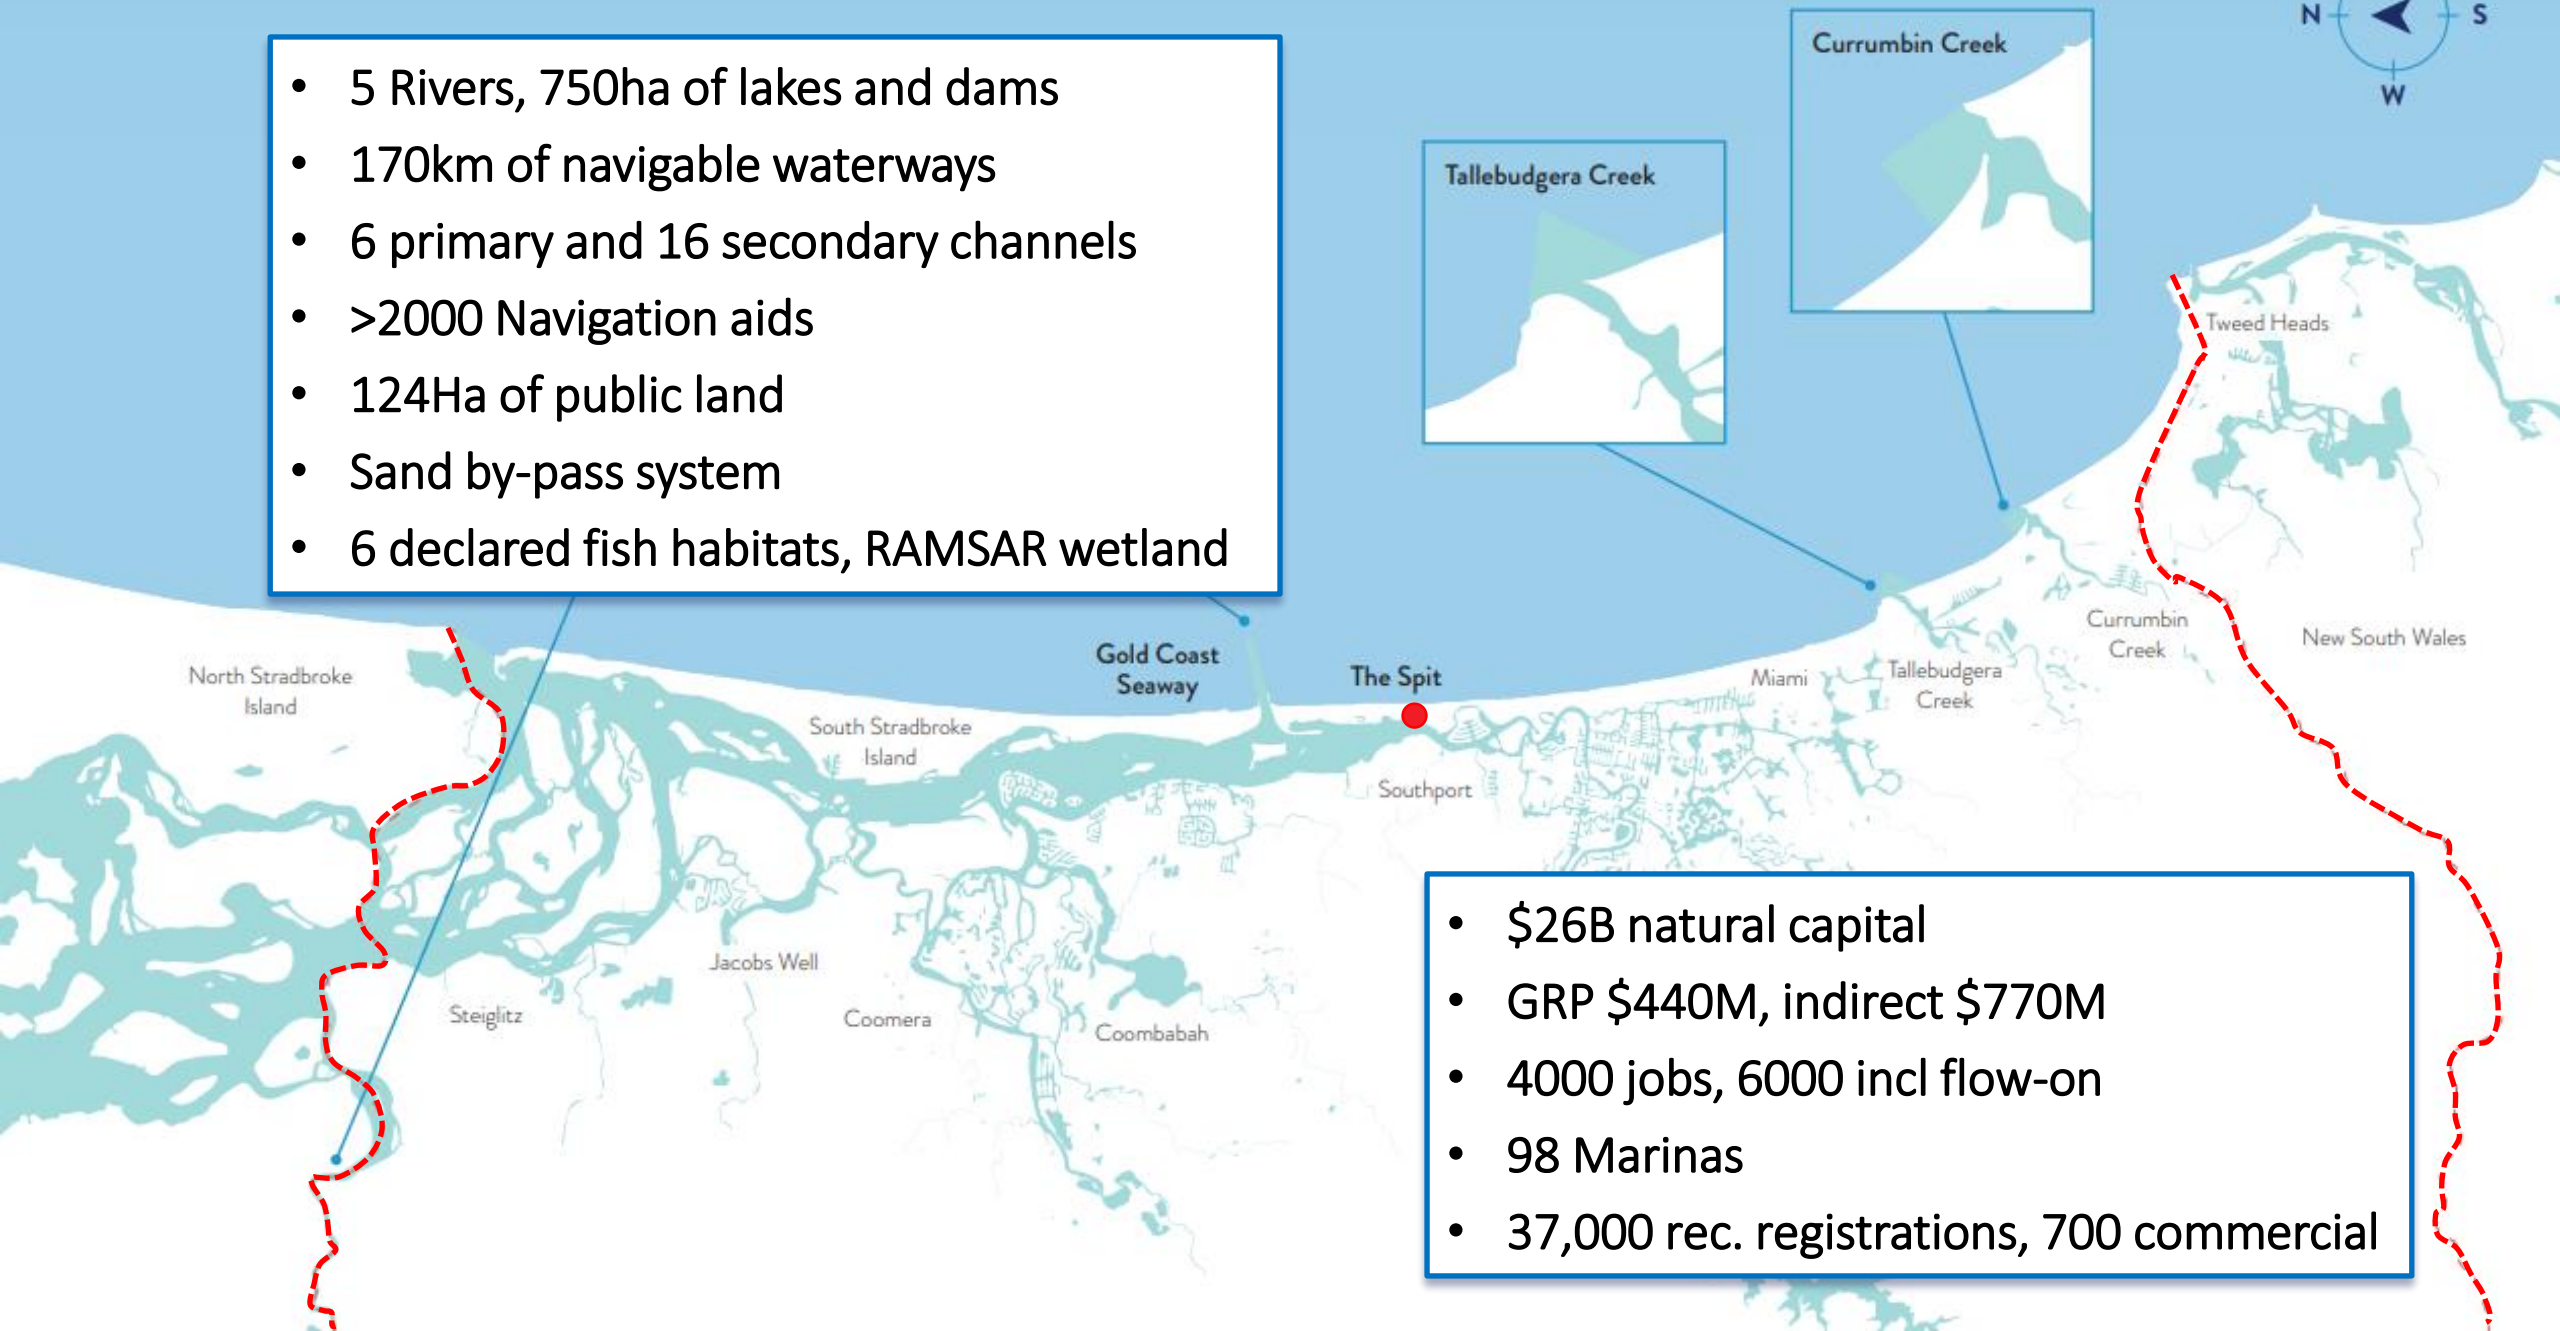 • 5 Rivers, 750ha of lakes and dams
• 170km of navigable waterways
• 6 primary and 16 secondary channels
• >2000 Navigation aids
• 124Ha of public land
• Sand by-pass system
• 6 declared fish habitats, RAMSAR wetland
Currumbin Creek
Tallebudgera Creek
N
S
W
Tweed Heads
North Stradbroke
Island
South Stradbroke
Island
Gold Coast
Seaway
The Spit
Southport
Miami
Tallebudgera
Creek
Currumbin
Creek
New South Wales
Steiglitz
Jacobs Well
Coomera
Coombabah
• $26B natural capital
• GRP $440M, indirect $770M
• 4000 jobs, 6000 incl flow-on
• 98 Marinas
• 37,000 rec. registrations, 700 commercial